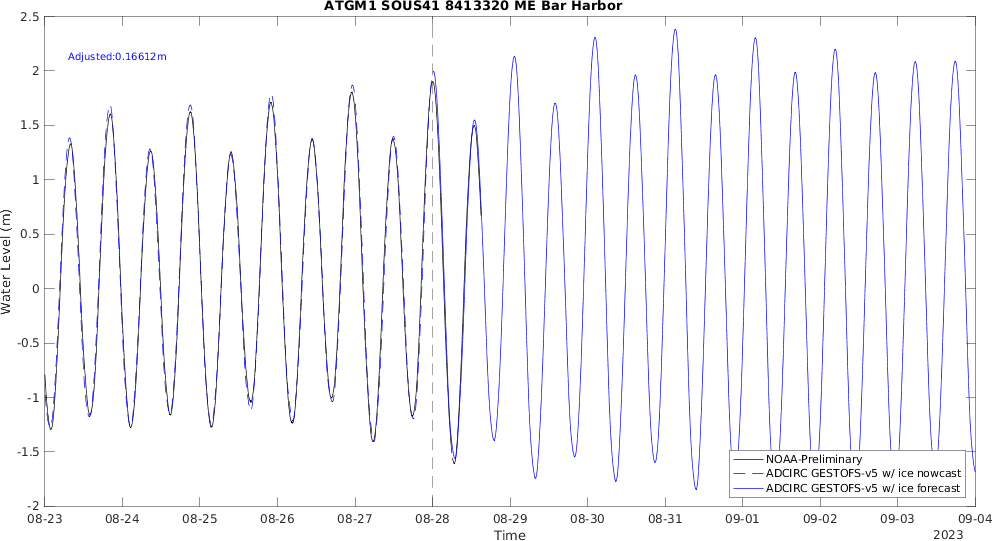 ATGM1 SOUS41 8413320 ME Bar Harbor
2.5
Adjusted:0.16612m
2
1.5
1
0.5
0
-0.5
-1
-1.5
-2
Water Level (m)
NOAA-Preliminary
ADCIRC GESTOFS-v5 w/ ice nowcast
ADCIRC GESTOFS-v5 w/ ice forecast
08-23 08-24 08-25 08-26 08-27 08-28 08-29 08-30 08-31 09-01 09-02 09-03 09-04
Time
2023